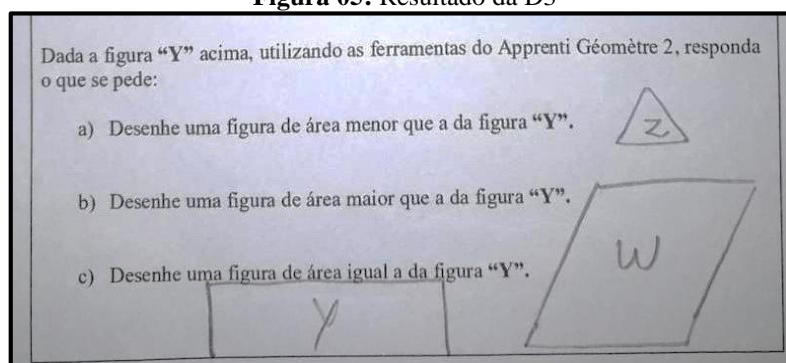 Figura 05: Resultado da D3
Dada a figura “Y” acima, utilizando as ferramentas do Apprenti Géomètre 2, responda
o que se pede:
a) Desenhe uma figura de área menor que a da figura “Y”.
Z
b) Desenhe uma figura de área maior que a da figura “Y”.
W
c) Desenhe uma figura de área igual a da figura “Y”.
Y